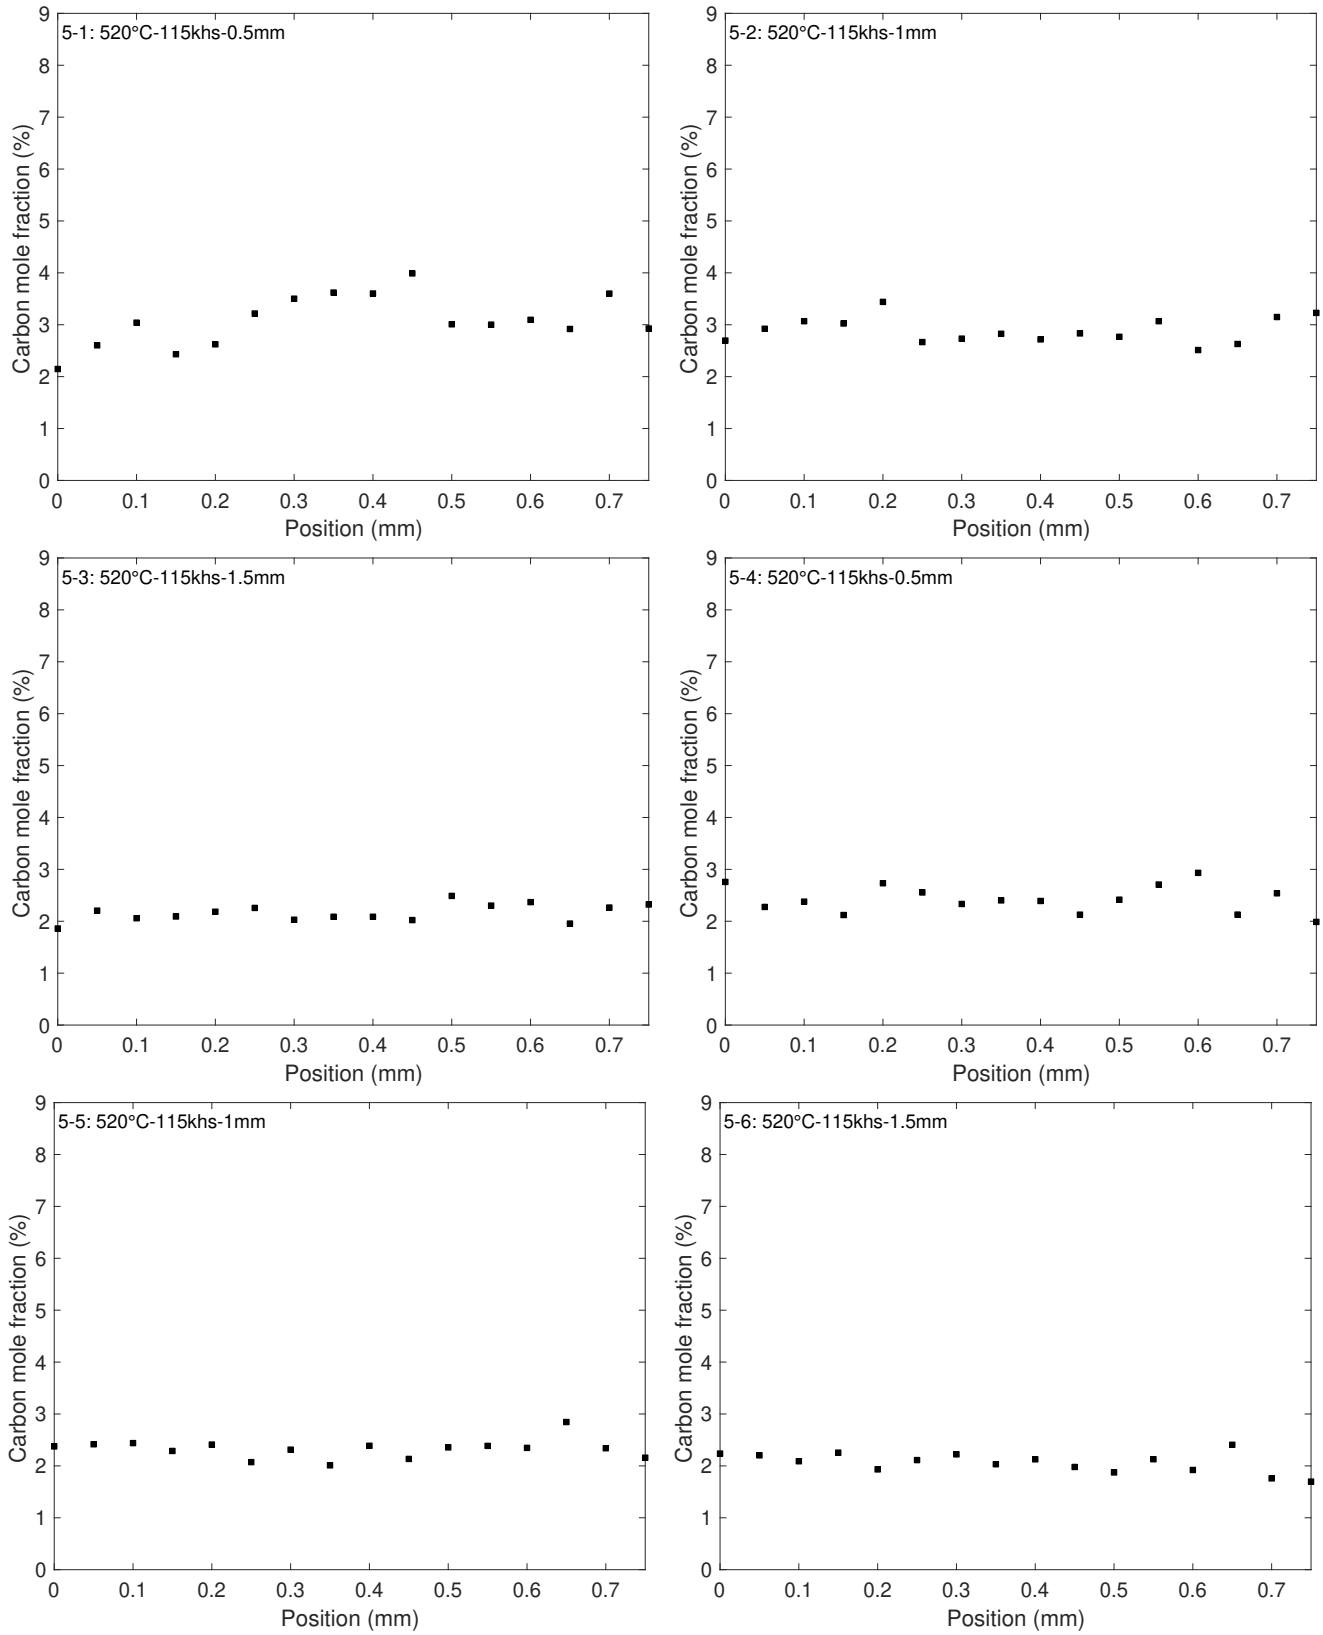 5-1: 520°C-115khs-0.5mm
Carbon mole fraction (%)
9
8
7
6
5
4
3
2
1
0
0 0.1 0.2 0.3 0.4 0.5 0.6 0.7
Position (mm)
5-2: 520°C-115khs-1mm
Carbon mole fraction (%)
9
8
7
6
5
4
3
2
1
0
0 0.1 0.2 0.3 0.4 0.5 0.6 0.7
Position (mm)
5-3: 520°C-115khs-1.5mm
Carbon mole fraction (%)
9
8
7
6
5
4
3
2
1
0
0 0.1 0.2 0.3 0.4 0.5 0.6 0.7
Position (mm)
5-4: 520°C-115khs-0.5mm
Carbon mole fraction (%)
9
8
7
6
5
4
3
2
1
0
0 0.1 0.2 0.3 0.4 0.5 0.6 0.7
Position (mm)
5-5: 520°C-115khs-1mm
Carbon mole fraction (%)
9
8
7
6
5
4
3
2
1
0
0 0.1 0.2 0.3 0.4 0.5 0.6 0.7
Position (mm)
5-6: 520°C-115khs-1.5mm
Carbon mole fraction (%)
9
8
7
6
5
4
3
2
1
0
0 0.1 0.2 0.3 0.4 0.5 0.6 0.7
Position (mm)